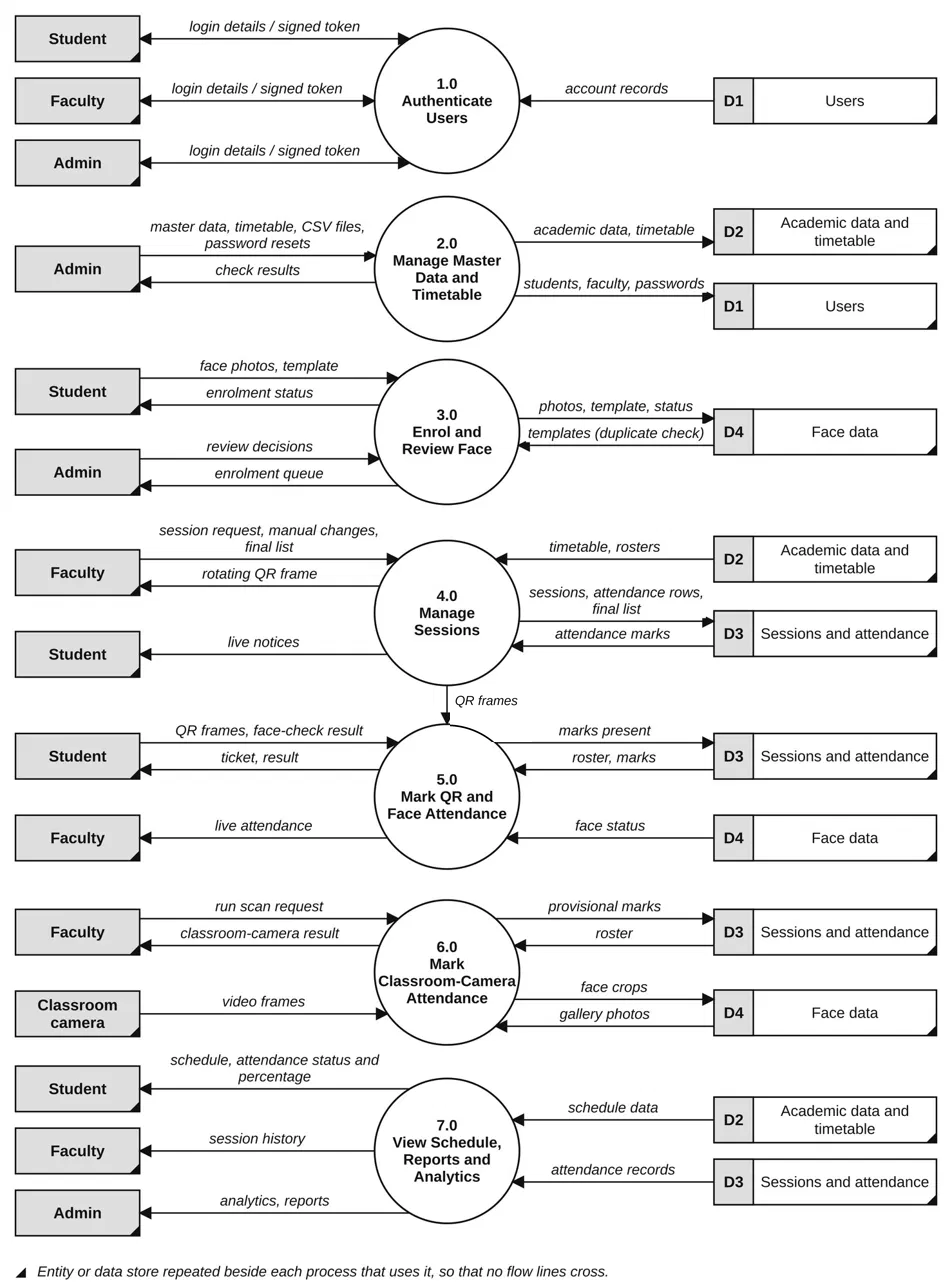 login details / signed token
Student
login details / signed token
Faculty
login details / signed token
Admin
1.0
Authenticate
Users
account records
D1
Users
master data, timetable, CSV files,
password resets
Admin
check results
2.0
Manage Master
Data and
Timetable
academic data, timetable
D2
Academic data and
timetable
students, faculty, passwords
D1
Users
face photos, template
Student
enrolment status
review decisions
Admin
enrolment queue
3.0
Enrol and
Review Face
photos, template, status
templates (duplicate check)
D4
Face data
session request, manual changes,
final list
Faculty
rotating QR frame
Student
live notices
4.0
Manage
Sessions
timetable, rosters
D2
Academic data and
timetable
sessions, attendance rows,
final list
attendance marks
D3
Sessions and attendance
QR frames
QR frames, face-check result
Student
ticket, result
Faculty
live attendance
5.0
Mark QR and
Face Attendance
marks present
roster, marks
D3
Sessions and attendance
face status
D4
Face data
run scan request
Faculty
classroom-camera result
Classroom
camera
video frames
6.0
Mark
Classroom-Camera
Attendance
provisional marks
roster
D3
Sessions and attendance
face crops
gallery photos
D4
Face data
schedule, attendance status and
percentage
Student
session history
Faculty
analytics, reports
Admin
7.0
View Schedule,
Reports and
Analytics
schedule data
D2
Academic data and
timetable
attendance records
D3
Sessions and attendance
Entity or data store repeated beside each process that uses it, so that no flow lines cross.